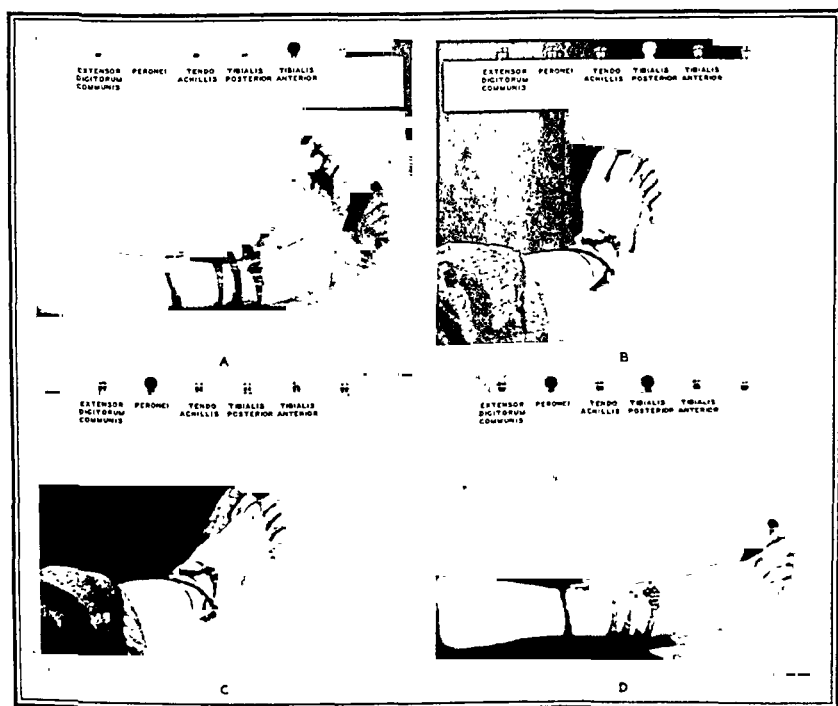 EXTENSOR DIGITORUM COMMUNIS
PERONEI
TENDO ACHILLIS
TIBIALIS POSTERIOR
TIBIALIS ANTERIOR
A
EXTENSOR DIGITORUM COMMUNIS
PERONEI
TENDO ACHILLIS
TIBIALIS POSTERIOR
TIBIALIS ANTERIOR
B
EXTENSOR DIGITORUM COMMUNIS
PERONEI
TENDO ACHILLIS
TIBIALIS POSTERIOR
TIBIALIS ANTERIOR
C
EXTENSOR DIGITORUM COMMUNIS
PERONEI
TENDO ACHILLIS
TIBIALIS POSTERIOR
TIBIALIS ANTERIOR
D